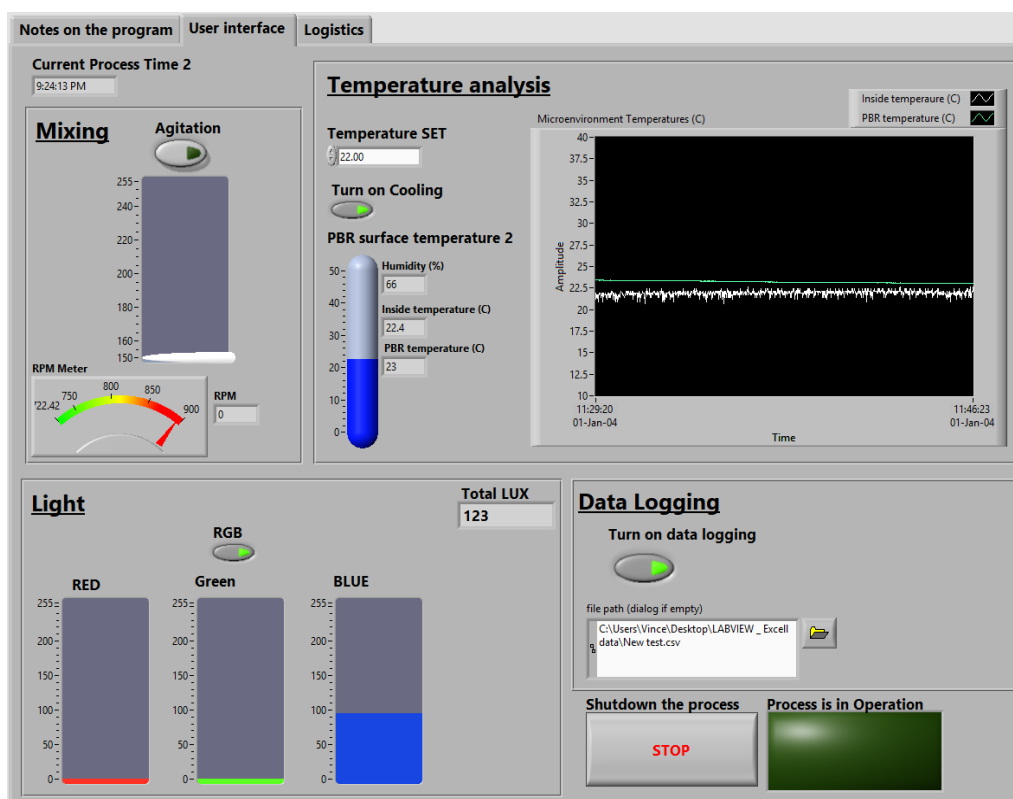 Notes on the program
User interface
Logistics
Current Process Time 2
9:24:13 PM
Mixing
Agitation
255
240
220
200
180
160
150
RPM Meter
722.42
750
800
850
900
RPM
0
Temperature analysis
Temperature SET
22.00
Turn on Cooling
PBR surface temperature 2
50
40
30
20
10
0
Humidity (%)
66
Inside temperature (C)
22.4
PBR temperature (C)
23
Microenvironment Temperatures (C)
Inside temperaure (C)
PBR temperature (C)
Amplitude
40
37.5
35
32.5
30
27.5
25
22.5
20
17.5
15
12.5
10
11:29:20
01-Jan-04
11:46:23
01-Jan-04
Time
Light
Total LUX
123
RGB
RED
255
200
150
100
50
0
Green
255
200
150
100
50
0
BLUE
255
200
150
100
50
0
Data Logging
Turn on data logging
file path (dialog if empty)
C:\Users\Vince\Desktop\LABVIEW _ Excell
data\New test.csv
Shutdown the process
STOP
Process is in Operation